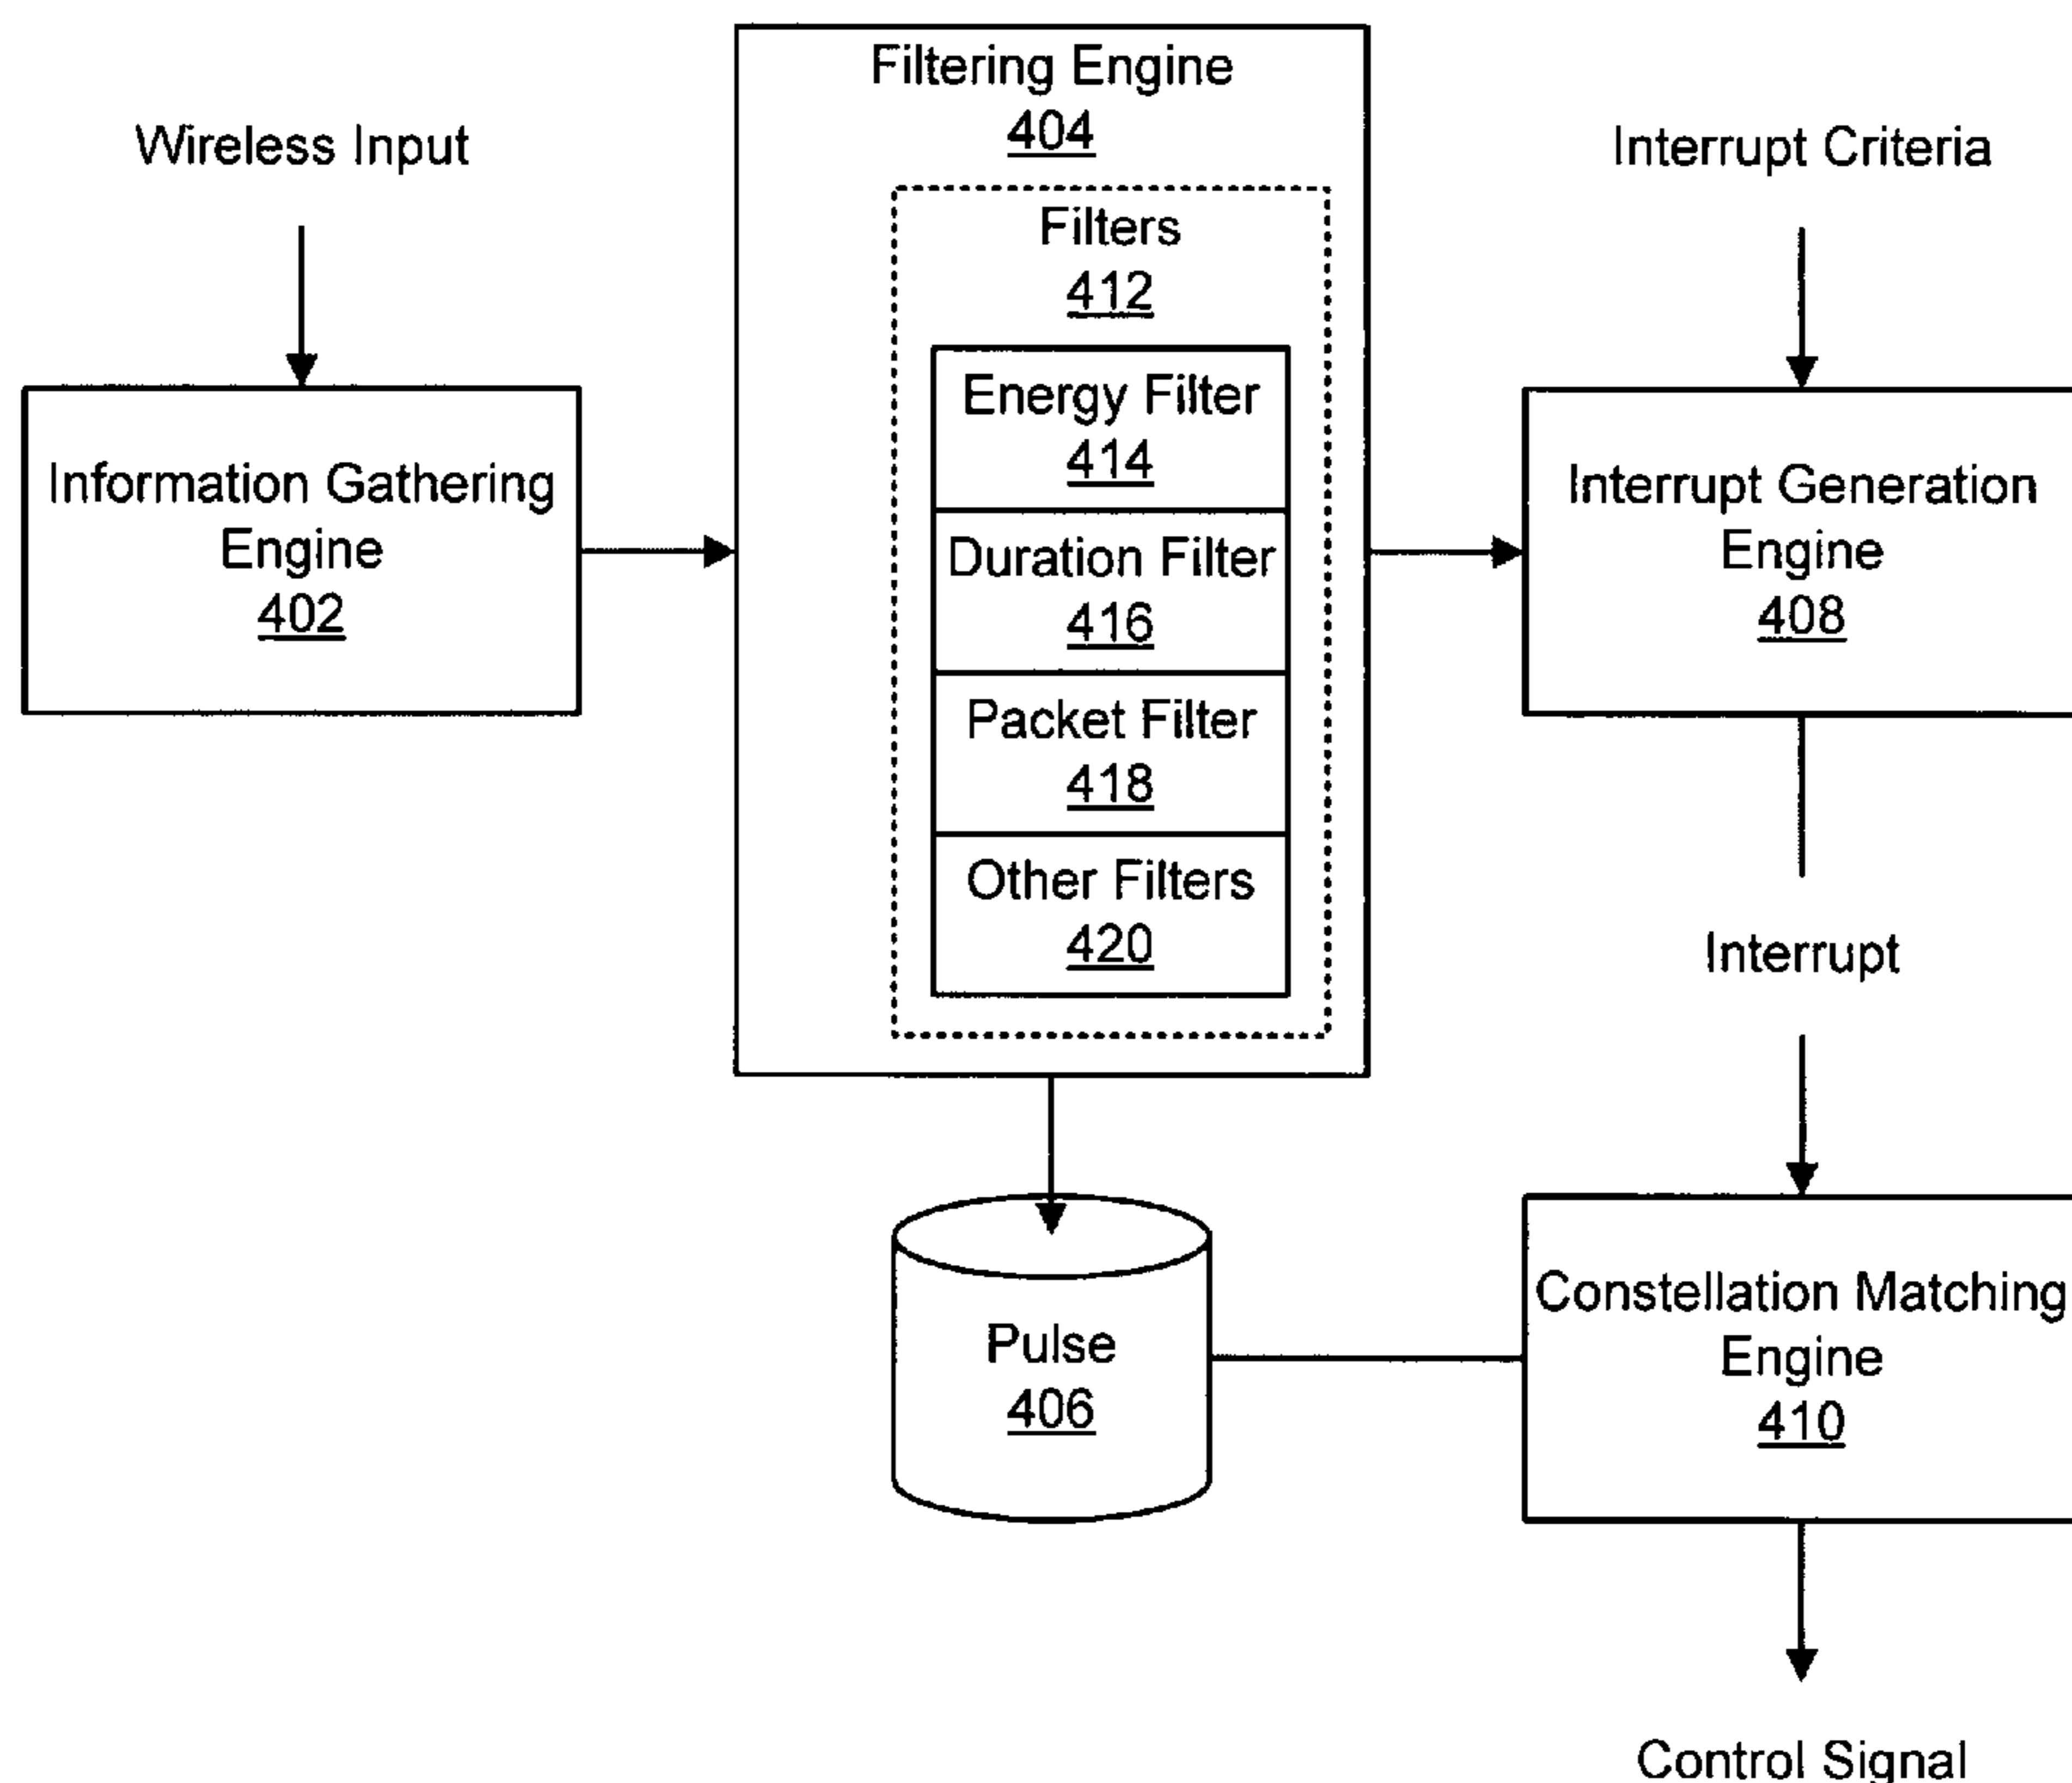 Wireless Input
Information Gathering
Engine
402
Filtering Engine
404
Filters
412
Energy Filter
414
Duration Filter
416
Packet Filter
418
Other Filters
420
Interrupt Criteria
Interrupt Generation
Engine
408
Interrupt
Pulse
406
Constellation Matching
Engine
410
Control Signal